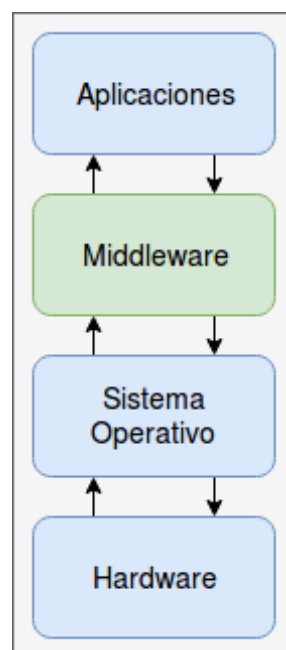 Aplicaciones
Middleware
Sistema
Operativo
Hardware